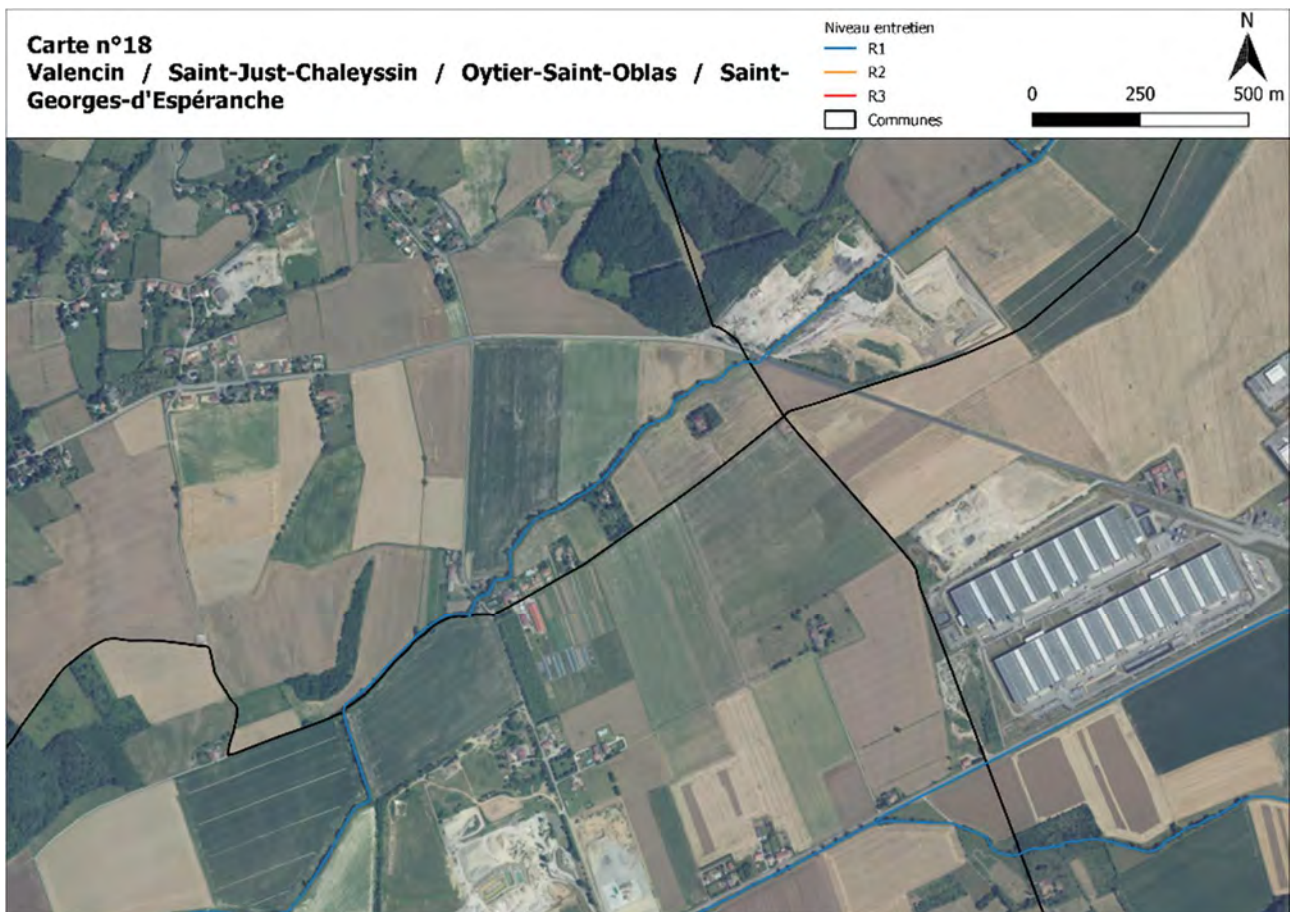 Carte n°18
Valencin / Saint-Just-Chaleyssin / Oytier-Saint-Oblas / Saint-
Georges-d'Espéranche
Niveau entretien
R1
R2
R3
Communes
N
0 250 500 m